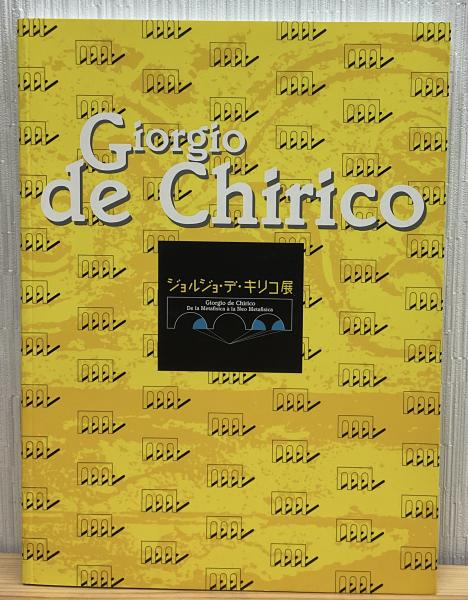 Giorgio
de Chirico
ジョルジョ・デ・キリコ展
Giorgio de Chirico
De la Metafisica à la Neo Metafisica